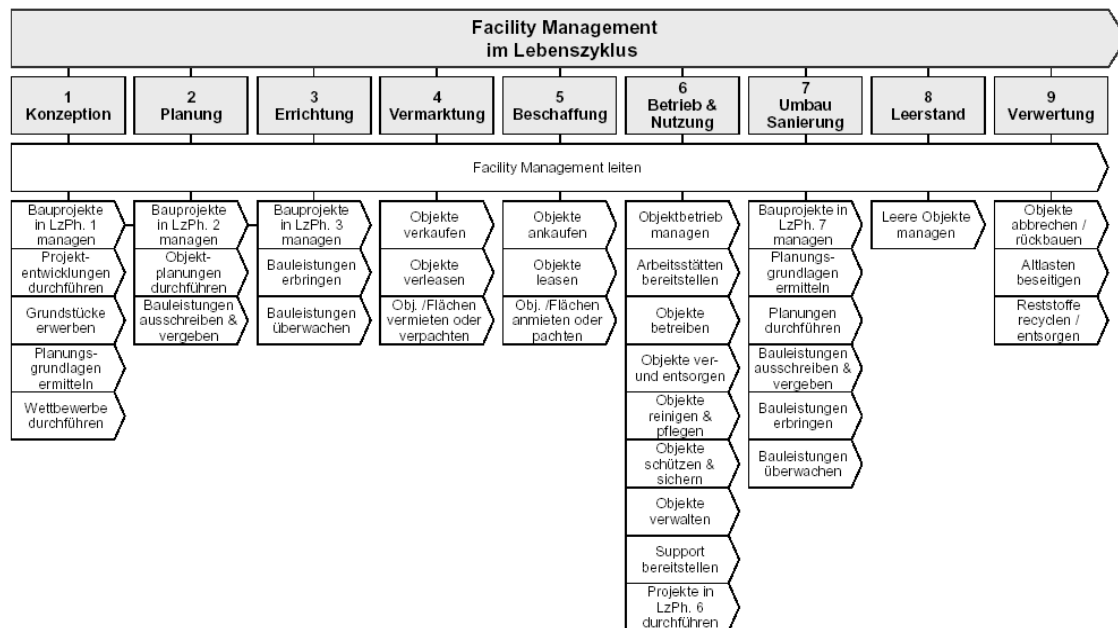 Facility Management
im Lebenszyklus
1
Konzeption
2
Planung
3
Errichtung
4
Vermarktung
5
Beschaffung
6
Betrieb &
Nutzung
7
Umbau
Sanierung
8
Leerstand
9
Verwertung
Facility Management leiten
Bauprojekte
in LzPh. 1
managen
Projekt-
entwicklungen
durchführen
Grundstücke
erwerben
Planungs-
grundlagen
ermitteln
Wettbewerbe
durchführen
Bauprojekte
in LzPh. 2
managen
Objekt-
planungen
durchführen
Bauleistungen
ausschreiben &
vergeben
Bauprojekte
in LzPh. 3
managen
Bauleistungen
erbringen
Bauleistungen
überwachen
Objekte
verkaufen
Objekte
verleasen
Obj. /Flächen
vermieten oder
verpachten
Objekte
ankaufen
Objekte
leasen
Obj. /Flächen
anmieten oder
pachten
Objektbetrieb
managen
Arbeitsstätten
bereitstellen
Objekte
betreiben
Objekte ver-
und entsorgen
Objekte
reinigen &
pflegen
Objekte
schützen &
sichern
Objekte
verwalten
Support
bereitstellen
Projekte in
LzPh. 6
durchführen
Bauprojekte in
LzPh. 7
managen
Planungs-
grundlagen
ermitteln
Planungen
durchführen
Bauleistungen
ausschreiben &
vergeben
Bauleistungen
erbringen
Bauleistungen
überwachen
Leere Objekte
managen
Objekte
abbrechen /
rückbauen
Altlasten
beseitigen
Reststoffe
recyclen /
entsorgen